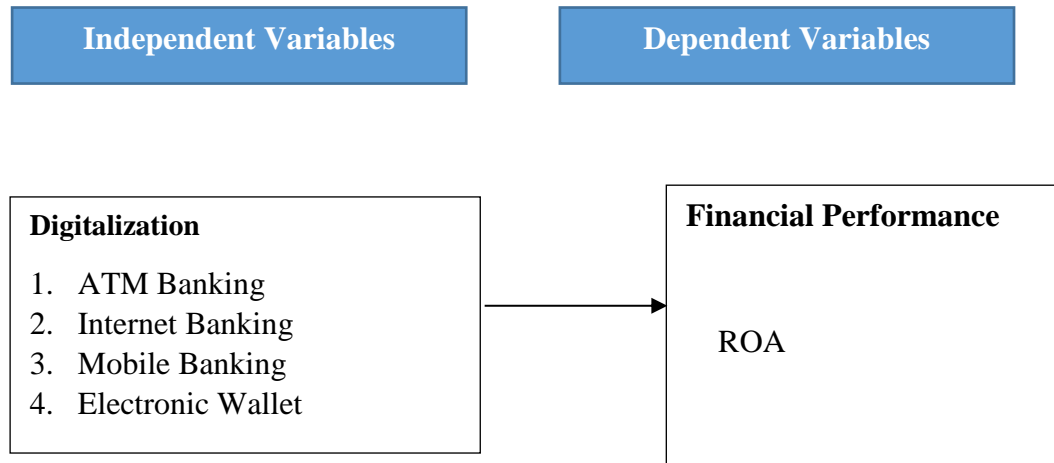 Independent Variables
Dependent Variables
Digitalization
1. ATM Banking
2. Internet Banking
3. Mobile Banking
4. Electronic Wallet
Financial Performance
ROA